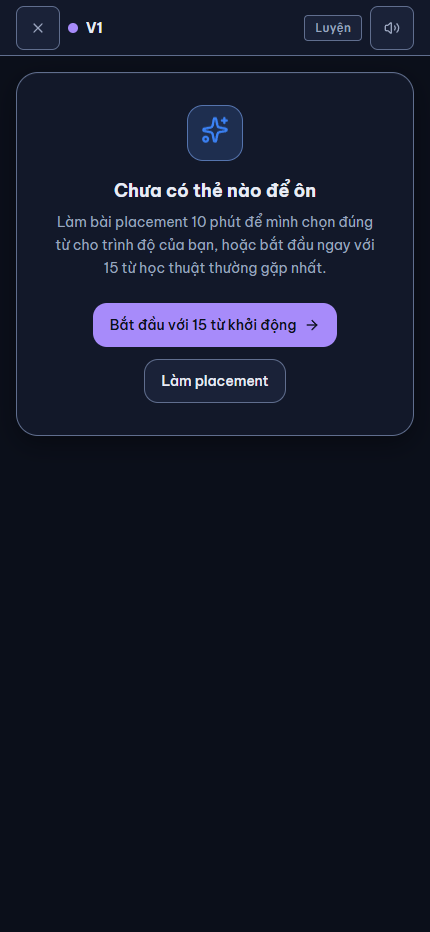 V1
Luyện
Chưa có thẻ nào để ôn
Làm bài placement 10 phút để mình chọn đúng
từ cho trình độ của bạn, hoặc bắt đầu ngay với
15 từ học thuật thường gặp nhất.
Bắt đầu với 15 từ khởi động
Làm placement